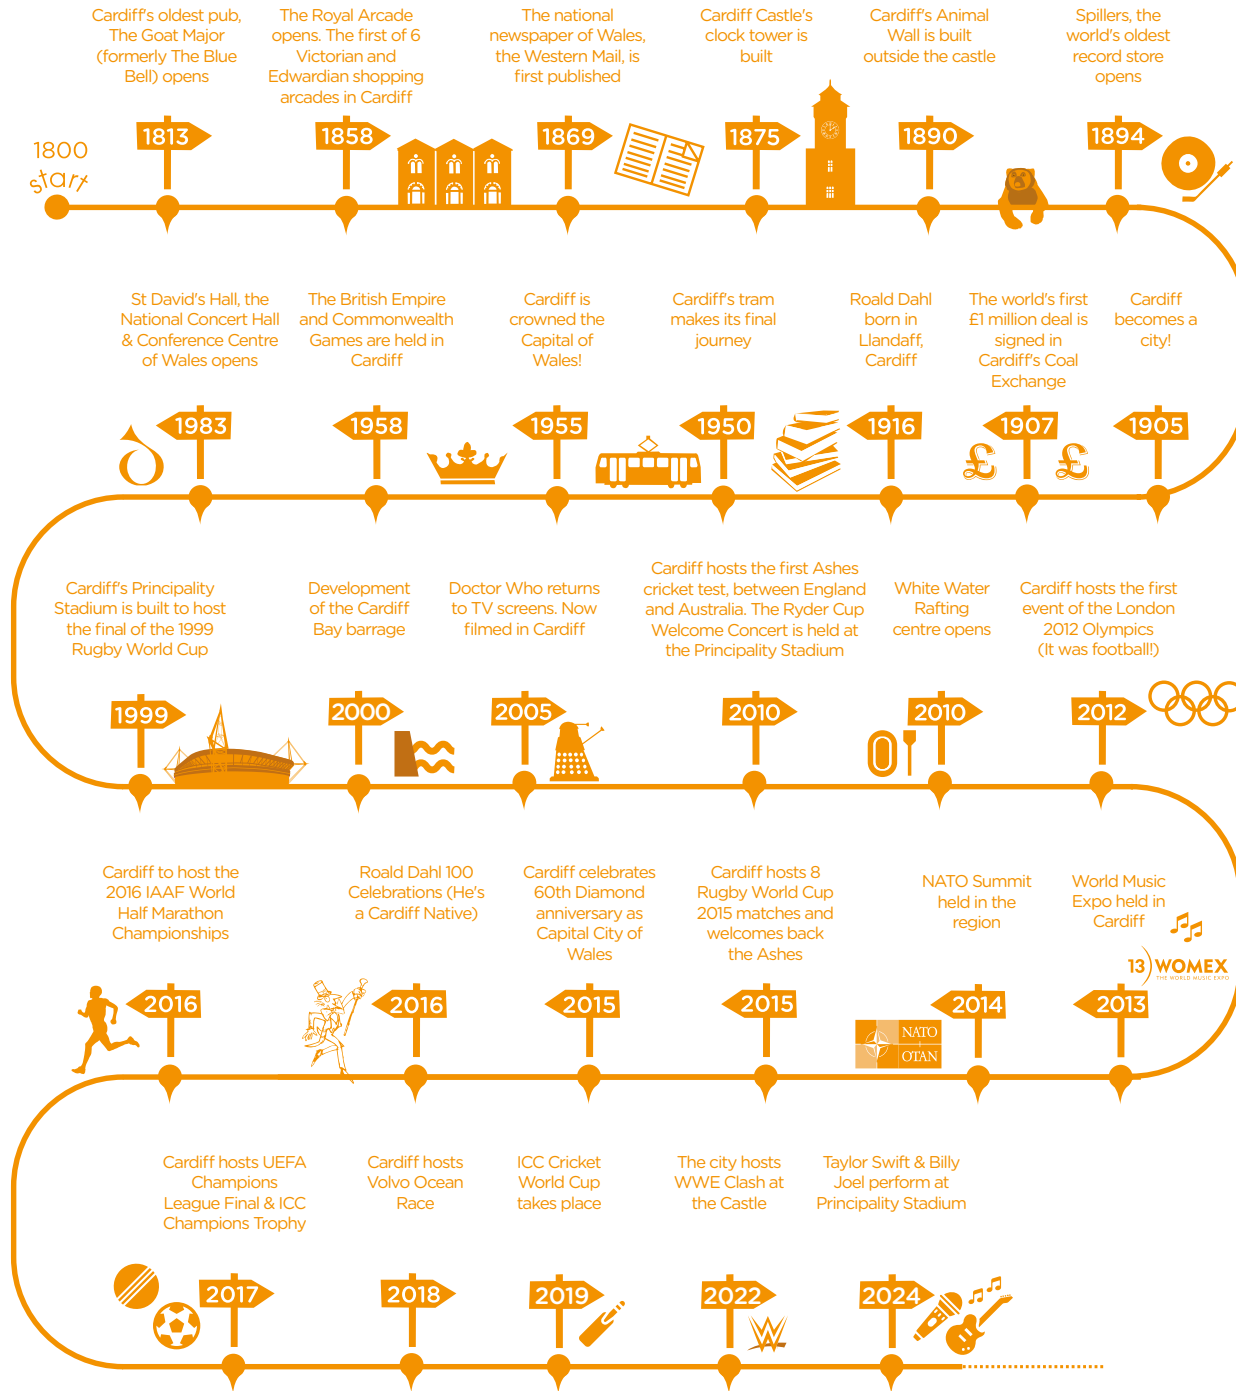 Cardiff's oldest pub,
The Goat Major
(formerly The Blue
Bell) opens
1813
The Royal Arcade
opens. The first of 6
Victorian and
Edwardian shopping
arcades in Cardiff
1858
The national
newspaper of Wales,
the Western Mail, is
first published
1869
Cardiff Castle's
clock tower is
built
1875
Cardiff's Animal
Wall is built
outside the castle
1890
Spillers, the
world's oldest
record store
opens
1894
1800
start
St David's Hall, the
National Concert Hall
& Conference Centre
of Wales opens
1983
The British Empire
and Commonwealth
Games are held in
Cardiff
1958
Cardiff is
crowned the
Capital of
Wales!
1955
Cardiff's tram
makes its final
journey
1950
Roald Dahl
born in
Llandaff,
Cardiff
1916
The world's first
£1 million deal is
signed in
Cardiff's Coal
Exchange
1907
£ £
Cardiff
becomes a
city!
1905
Cardiff's Principality
Stadium is built to host
the final of the 1999
Rugby World Cup
1999
Development
of the Cardiff
Bay barrage
2000
Doctor Who returns
to TV screens. Now
filmed in Cardiff
2005
Cardiff hosts the first Ashes
cricket test, between England
and Australia. The Ryder Cup
Welcome Concert is held at
the Principality Stadium
2010
White Water
Rafting
centre opens
2010
Cardiff hosts the first
event of the London
2012 Olympics
(It was football!)
2012
Cardiff to host the
2016 IAAF World
Half Marathon
Championships
2016
Roald Dahl 100
Celebrations (He's
a Cardiff Native)
2016
Cardiff celebrates
60th Diamond
anniversary as
Capital City of
Wales
2015
Cardiff hosts 8
Rugby World Cup
2015 matches and
welcomes back
the Ashes
2015
NATO Summit
held in the
region
2014
NATO
OTAN
World Music
Expo held in
Cardiff
13 WOMEX
THE WORLD MUSIC EXPO
2013
Cardiff hosts UEFA
Champions
League Final & ICC
Champions Trophy
2017
Cardiff hosts
Volvo Ocean
Race
2018
ICC Cricket
World Cup
takes place
2019
The city hosts
WWE Clash at
the Castle
2022
W
Taylor Swift & Billy
Joel perform at
Principality Stadium
2024